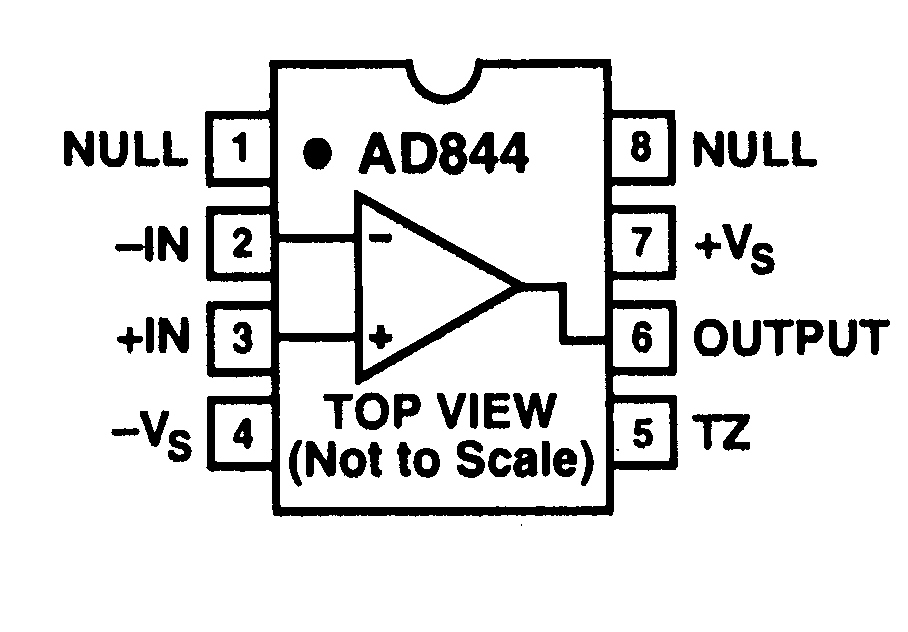 NULL 1 AD844 8 NULL
–IN 2 – 7 +VS
+IN 3 + 6 OUTPUT
–VS 4 TOP VIEW 5 TZ
(Not to Scale)